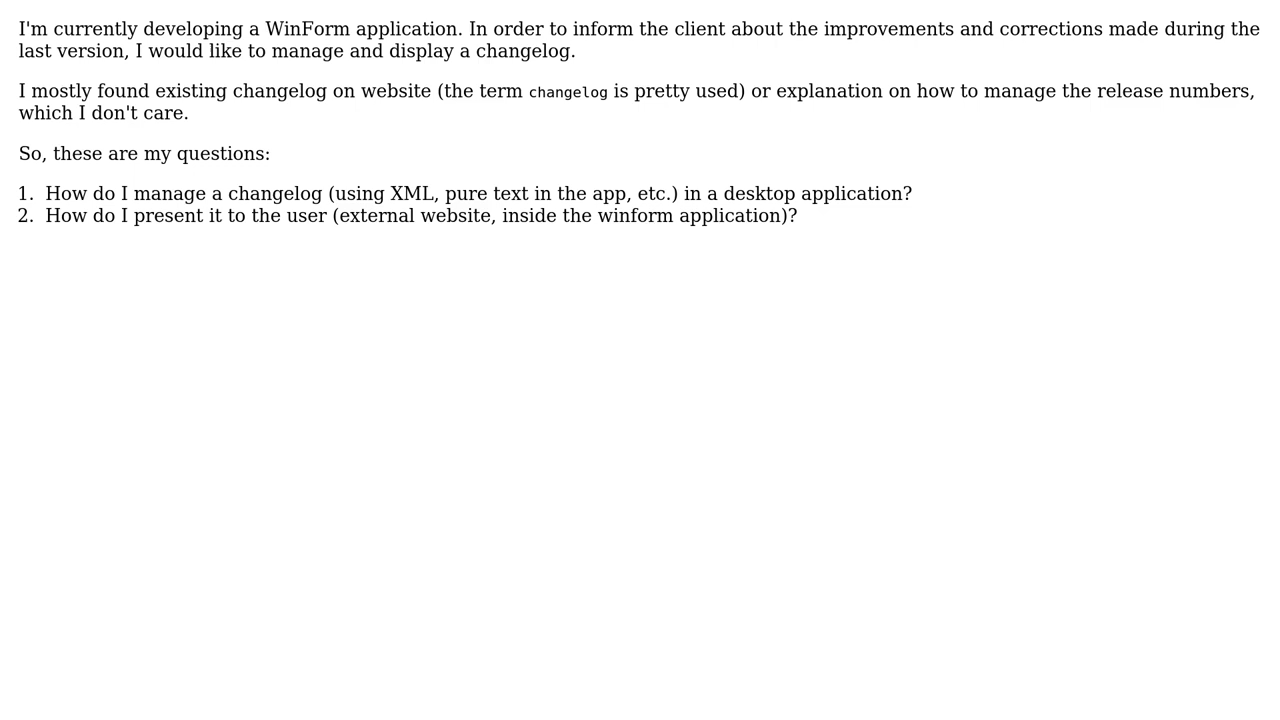 I'm currently developing a WinForm application. In order to inform the client about the improvements and corrections made during the
last version, I would like to manage and display a changelog.
I mostly found existing changelog on website (the term changelog is pretty used) or explanation on how to manage the release numbers,
which I don't care.
So, these are my questions:
1. How do I manage a changelog (using XML, pure text in the app, etc.) in a desktop application?
2. How do I present it to the user (external website, inside the winform application)?